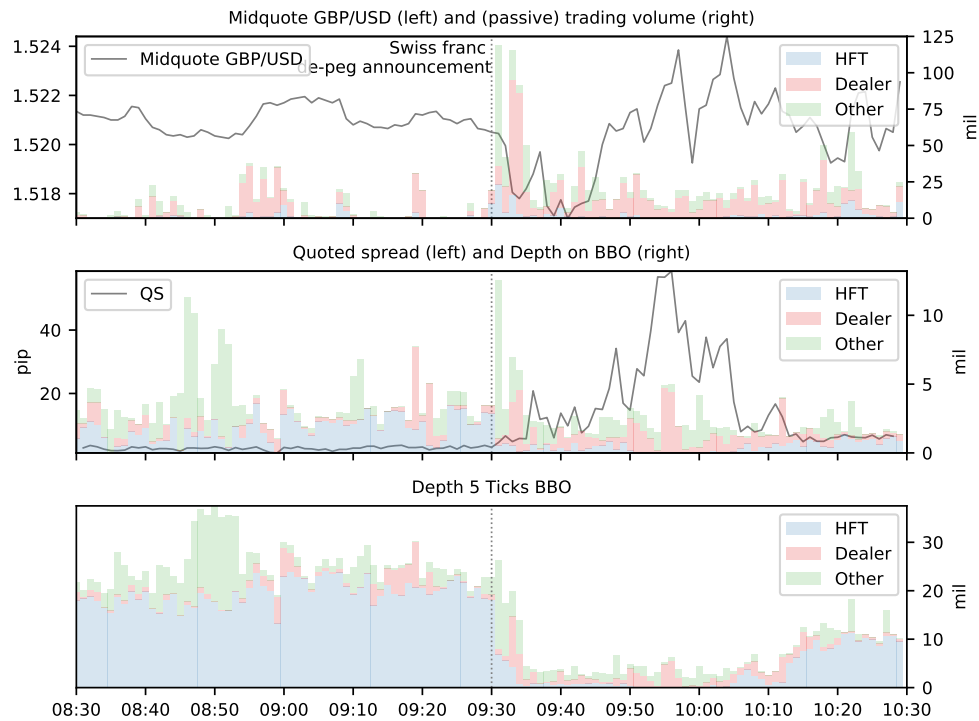 Midquote GBP/USD (left) and (passive) trading volume (right)
1.524
1.522
1.520
1.518
Midquote GBP/USD
Swiss franc
de-peg announcement
HFT
Dealer
Other
125
100
75
50
25
0
mil
Quoted spread (left) and Depth on BBO (right)
pip
40
20
QS
HFT
Dealer
Other
10
5
0
mil
Depth 5 Ticks BBO
HFT
Dealer
Other
30
20
10
0
mil
08:30 08:40 08:50 09:00 09:10 09:20 09:30 09:40 09:50 10:00 10:10 10:20 10:30